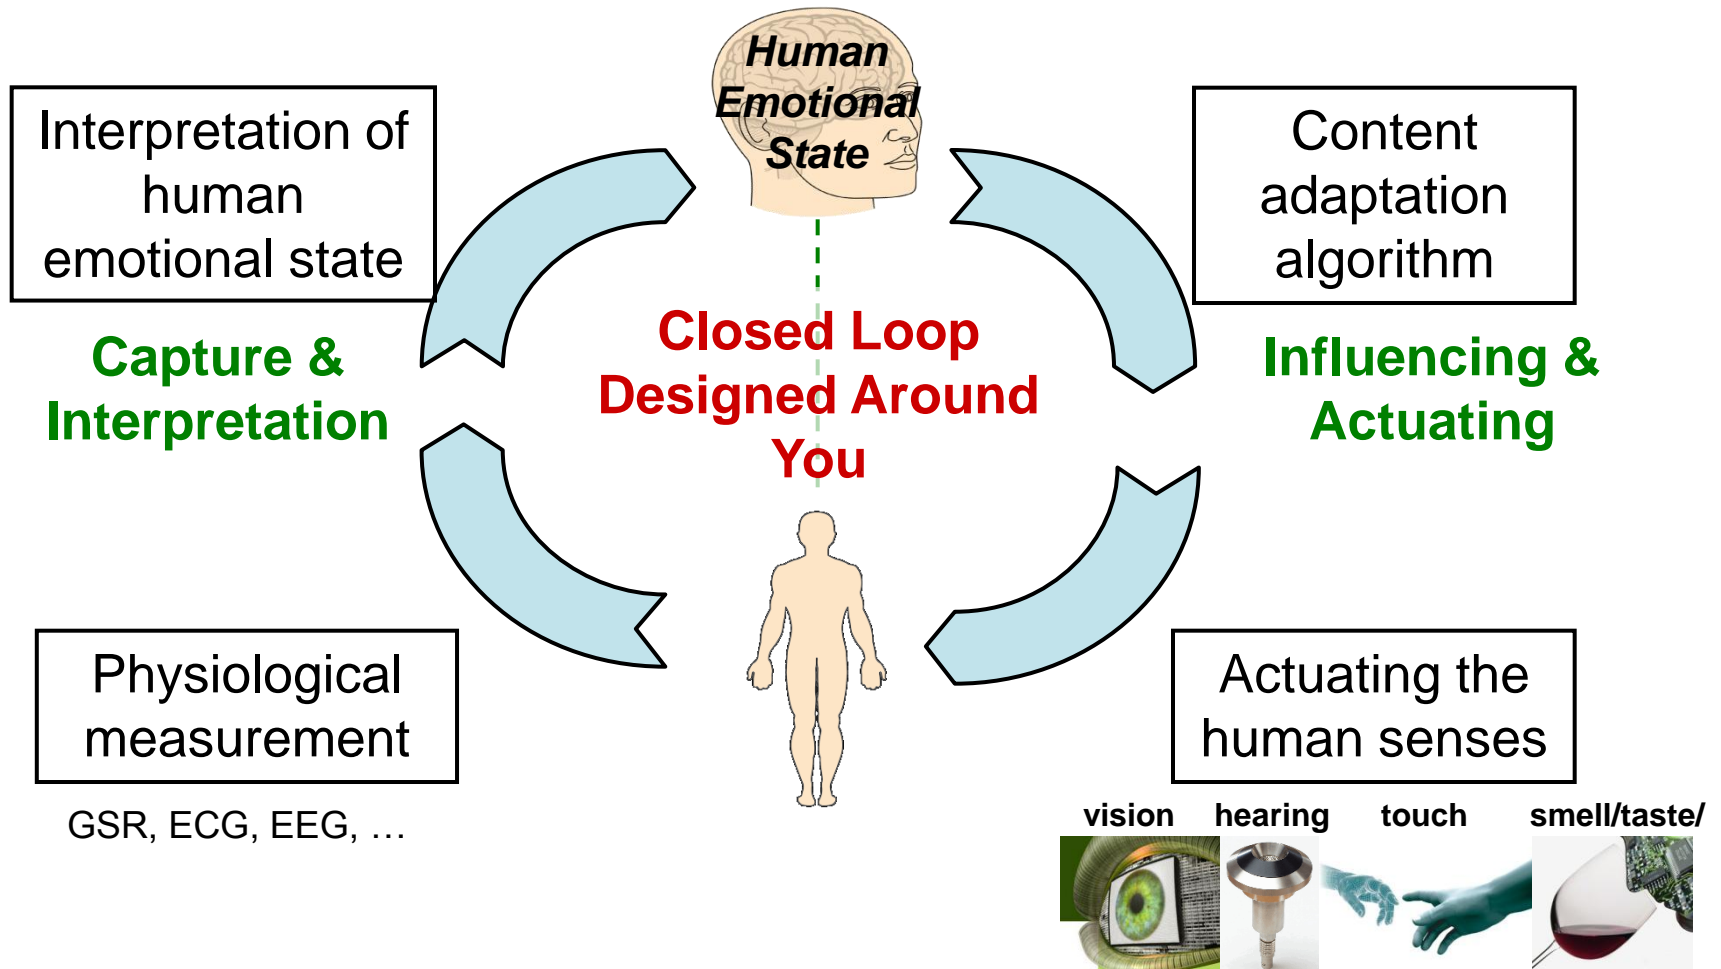 Human
Emotional
State
Interpretation of
human
emotional state
Content
adaptation
algorithm
Capture &
Interpretation
Closed Loop
Designed Around
You
Influencing &
Actuating
Physiological
measurement
GSR, ECG, EEG, …
Actuating the
human senses
vision hearing touch smell/taste/